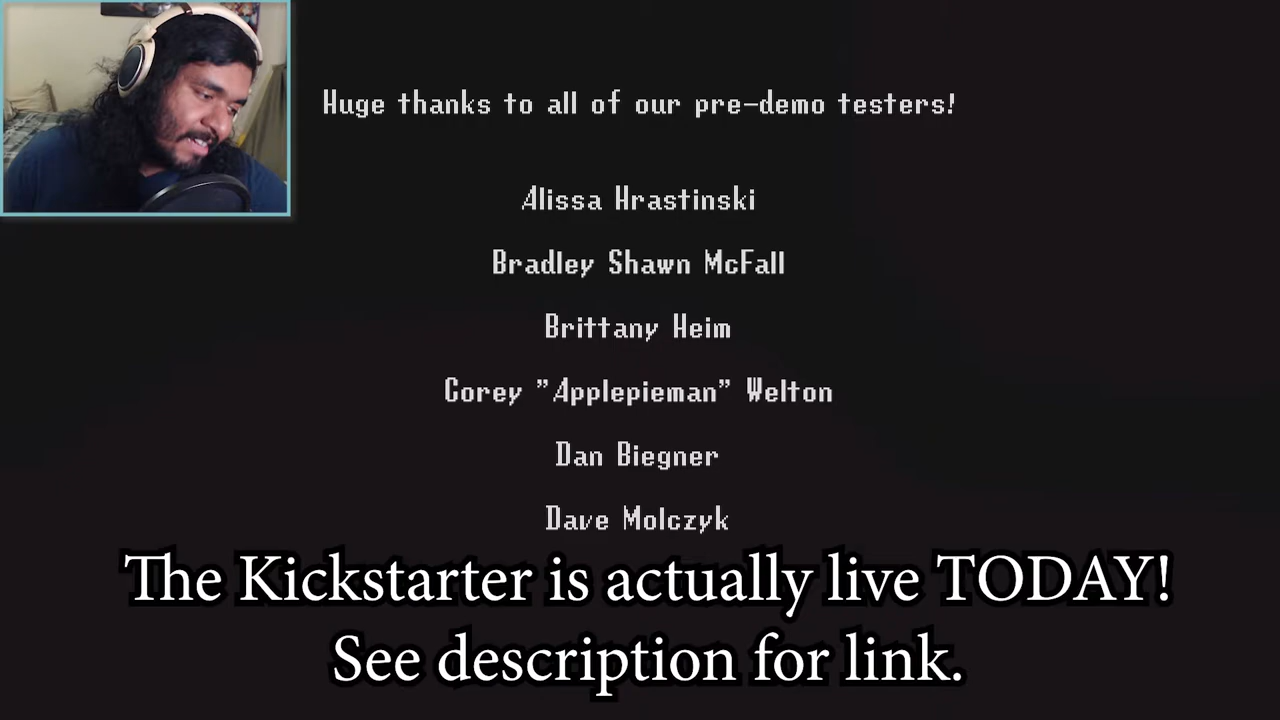 Huge thanks to all of our pre-demo testers!
Alissa Hrastinski
Bradley Shawn McFall
Brittany Heim
Corey "Applepieman" Welton
Dan Biegner
Dave Molczyk
The Kickstarter is actually live TODAY!
See description for link.